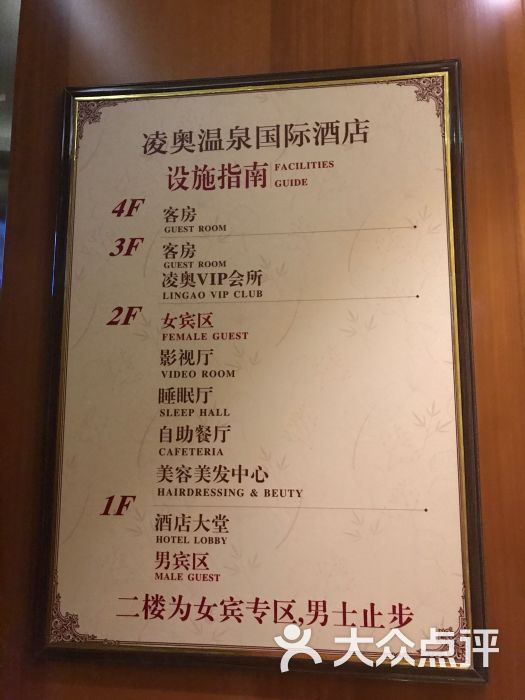 凌奥温泉国际酒店
设施指南 FACILITIES GUIDE
4F 客房
GUEST ROOM
3F 客房
GUEST ROOM
凌奥VIP会所
LINGAO VIP CLUB
2F 女宾区
FEMALE GUEST
影视厅
VIDEO ROOM
睡眠厅
SLEEP HALL
自助餐厅
CAFETERIA
美容美发中心
HAIRDRESSING & BEUTY
1F 酒店大堂
HOTEL LOBBY
男宾区
MALE GUEST
二楼为女宾专区,男士止步
大众点评